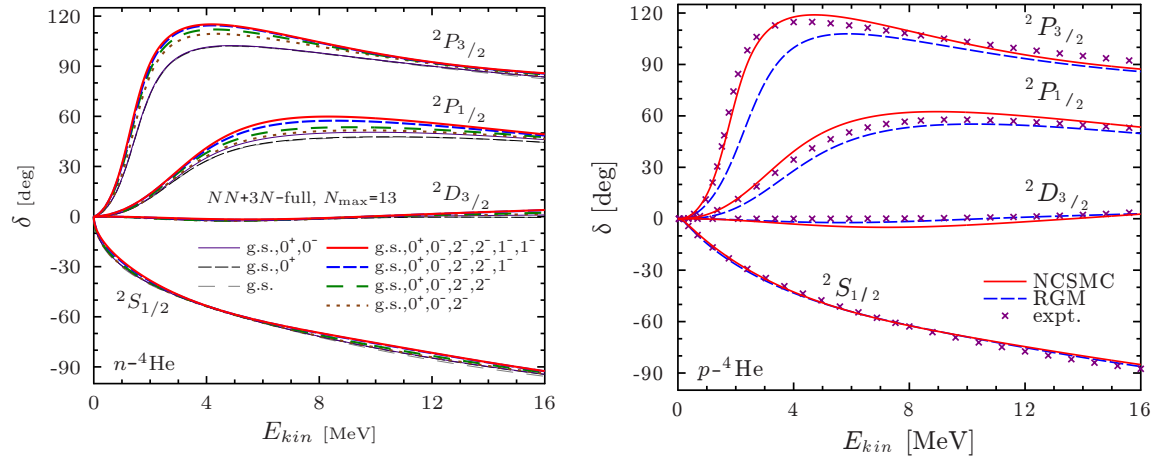 120
90
60
30
0
-30
-60
-90
δ [deg]
²P₃/₂
²P₁/₂
²D₃/₂
NN+3N-full, Nₘₐₓ=13
g.s.,0⁺,0⁻
g.s.,0⁺
g.s.
g.s.,0⁺,0⁻,2⁻,2⁻,1⁻,1⁻
g.s.,0⁺,0⁻,2⁻,2⁻,1⁻
g.s.,0⁺,0⁻,2⁻,2⁻
g.s.,0⁺,0⁻,2⁻
²S₁/₂
n-⁴He
0 4 8 12 16
E_kin [MeV]
120
90
60
30
0
-30
-60
-90
δ [deg]
²P₃/₂
²P₁/₂
²D₃/₂
²S₁/₂
NCSMC
RGM
expt.
p-⁴He
0 4 8 12 16
E_kin [MeV]